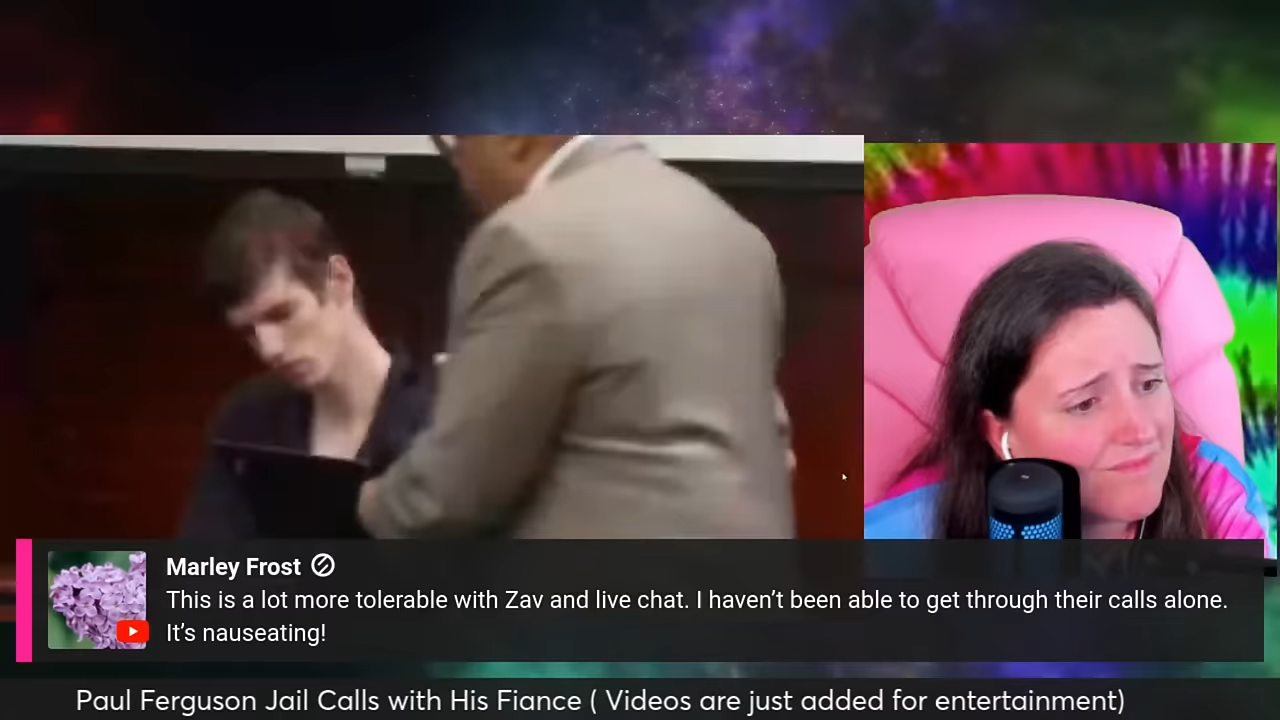 Marley Frost
This is a lot more tolerable with Zav and live chat. I haven’t been able to get through their calls alone.
It’s nauseating!
Paul Ferguson Jail Calls with His Fiance ( Videos are just added for entertainment)